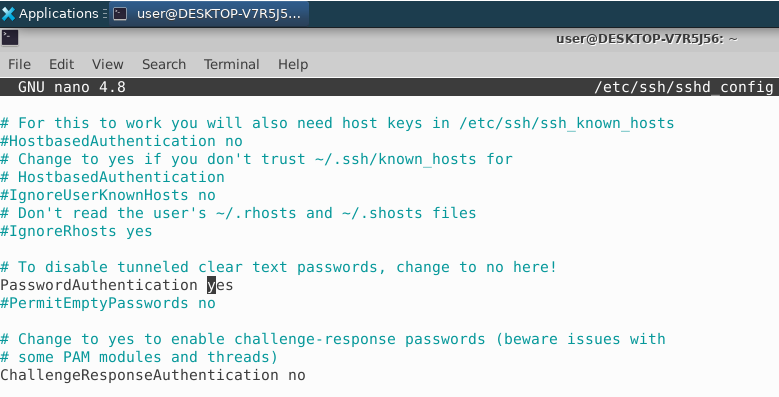 Applications user@DESKTOP-V7R5J5...
user@DESKTOP-V7R5J56: ~
File Edit View Search Terminal Help
GNU nano 4.8 /etc/ssh/sshd_config
# For this to work you will also need host keys in /etc/ssh/ssh_known_hosts
#HostbasedAuthentication no
# Change to yes if you don't trust ~/.ssh/known_hosts for
# HostbasedAuthentication
#IgnoreUserKnownHosts no
# Don't read the user's ~/.rhosts and ~/.shosts files
#IgnoreRhosts yes
# To disable tunneled clear text passwords, change to no here!
PasswordAuthentication yes
#PermitEmptyPasswords no
# Change to yes to enable challenge-response passwords (beware issues with
# some PAM modules and threads)
ChallengeResponseAuthentication no